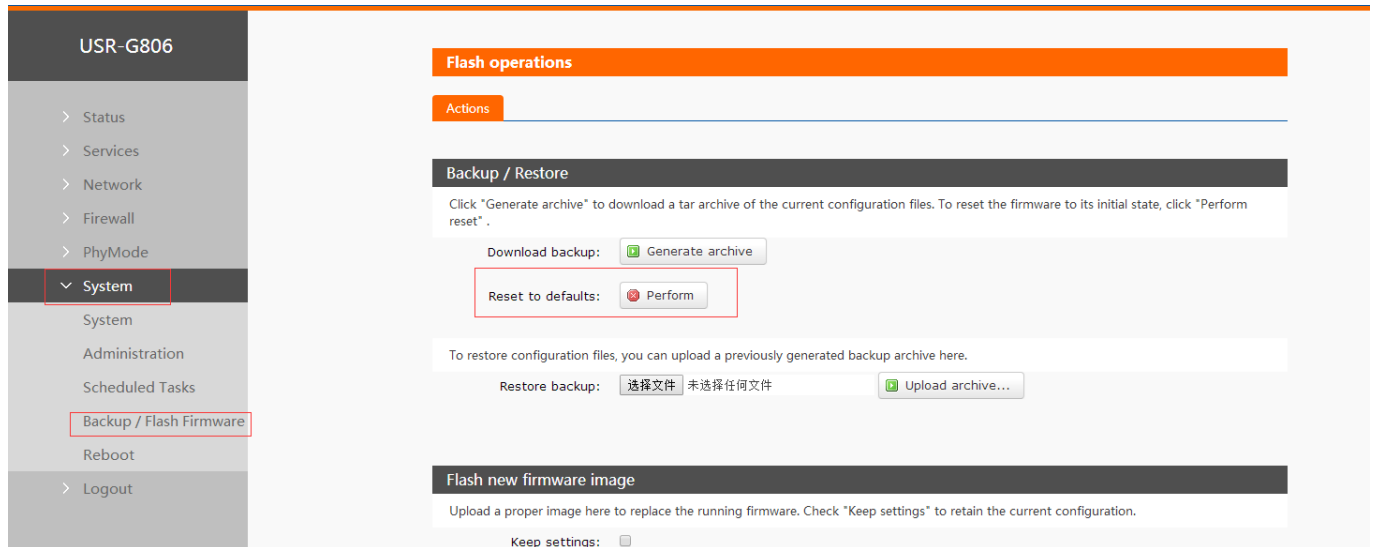 USR-G806
Status
Services
Network
Firewall
PhyMode
System
System
Administration
Scheduled Tasks
Backup / Flash Firmware
Reboot
Logout
Flash operations
Actions
Backup / Restore
Click "Generate archive" to download a tar archive of the current configuration files. To reset the firmware to its initial state, click "Perform
reset" .
Download backup: Generate archive
Reset to defaults: Perform
To restore configuration files, you can upload a previously generated backup archive here.
Restore backup: 选择文件 未选择任何文件 Upload archive...
Flash new firmware image
Upload a proper image here to replace the running firmware. Check "Keep settings" to retain the current configuration.
Keep settings: